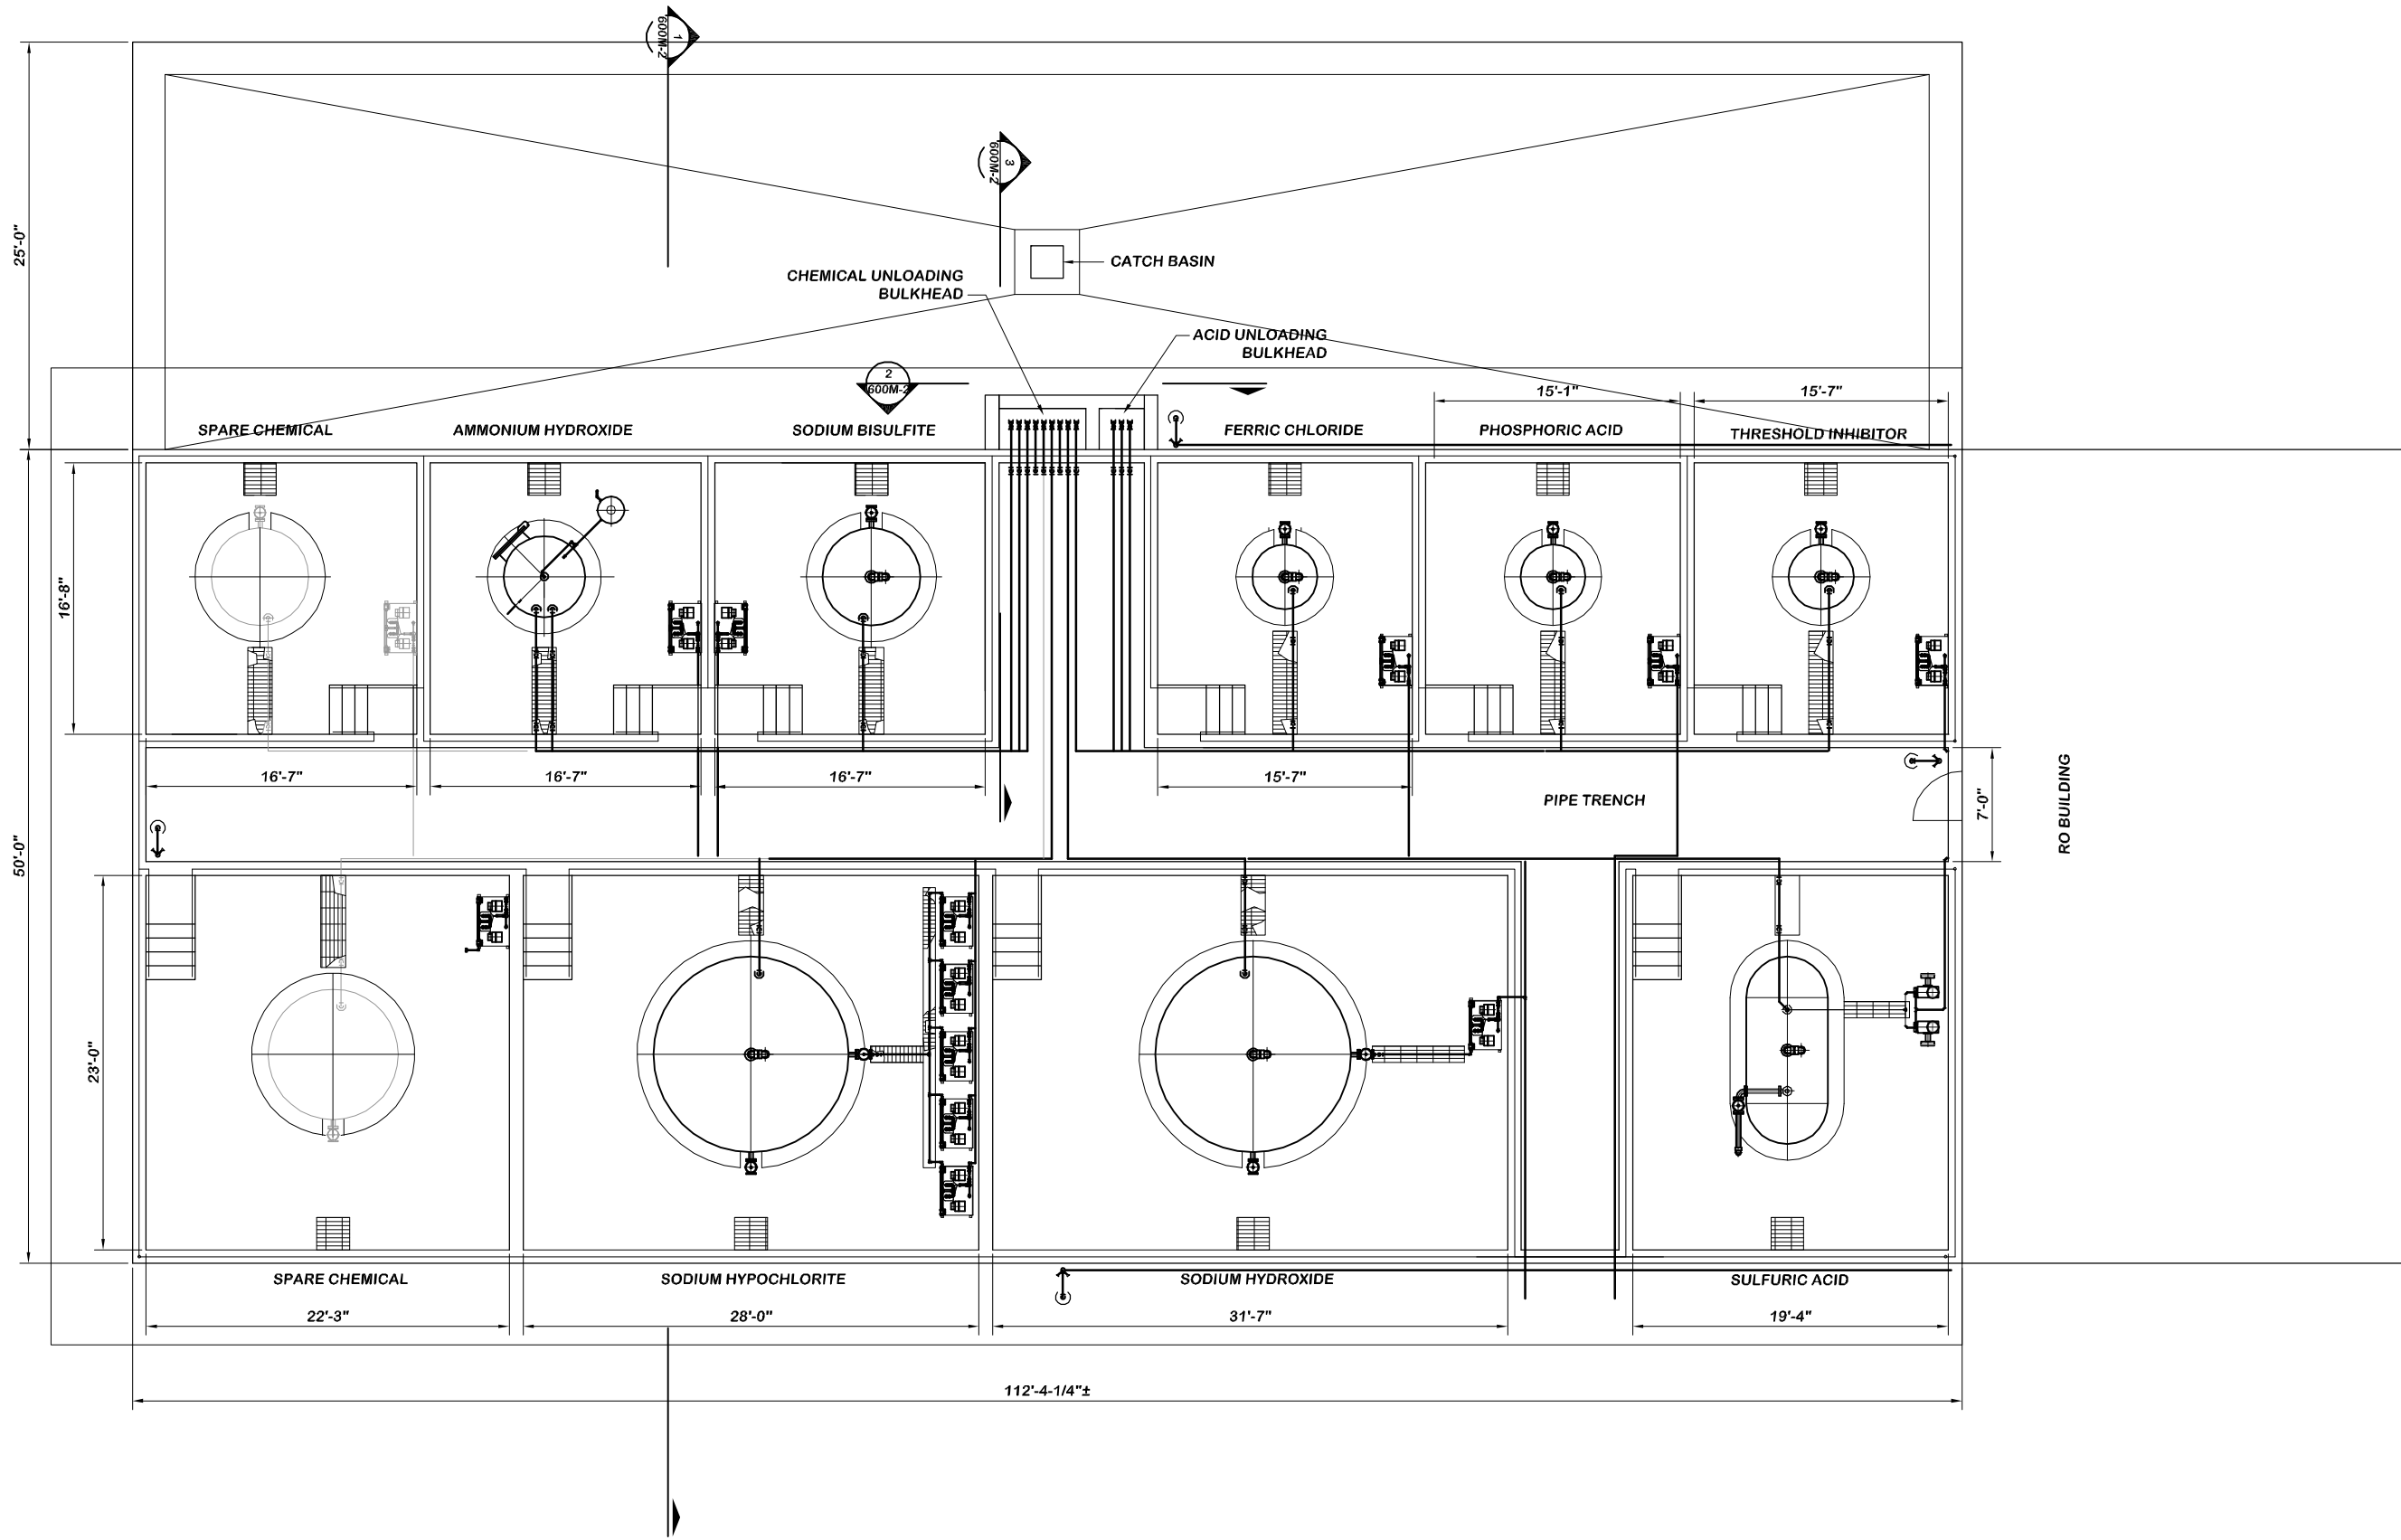 1
600M-2
3
600M-2
25'-0"
CATCH BASIN
CHEMICAL UNLOADING
BULKHEAD
ACID UNLOADING
BULKHEAD
2
600M-2
15'-1"
15'-7"
SPARE CHEMICAL
AMMONIUM HYDROXIDE
SODIUM BISULFITE
FERRIC CHLORIDE
PHOSPHORIC ACID
THRESHOLD INHIBITOR
16'-8"
16'-7"
16'-7"
16'-7"
15'-7"
PIPE TRENCH
7'-0"
RO BUILDING
50'-0"
23'-0"
SPARE CHEMICAL
SODIUM HYPOCHLORITE
SODIUM HYDROXIDE
SULFURIC ACID
22'-3"
28'-0"
31'-7"
19'-4"
112'-4-1/4"±